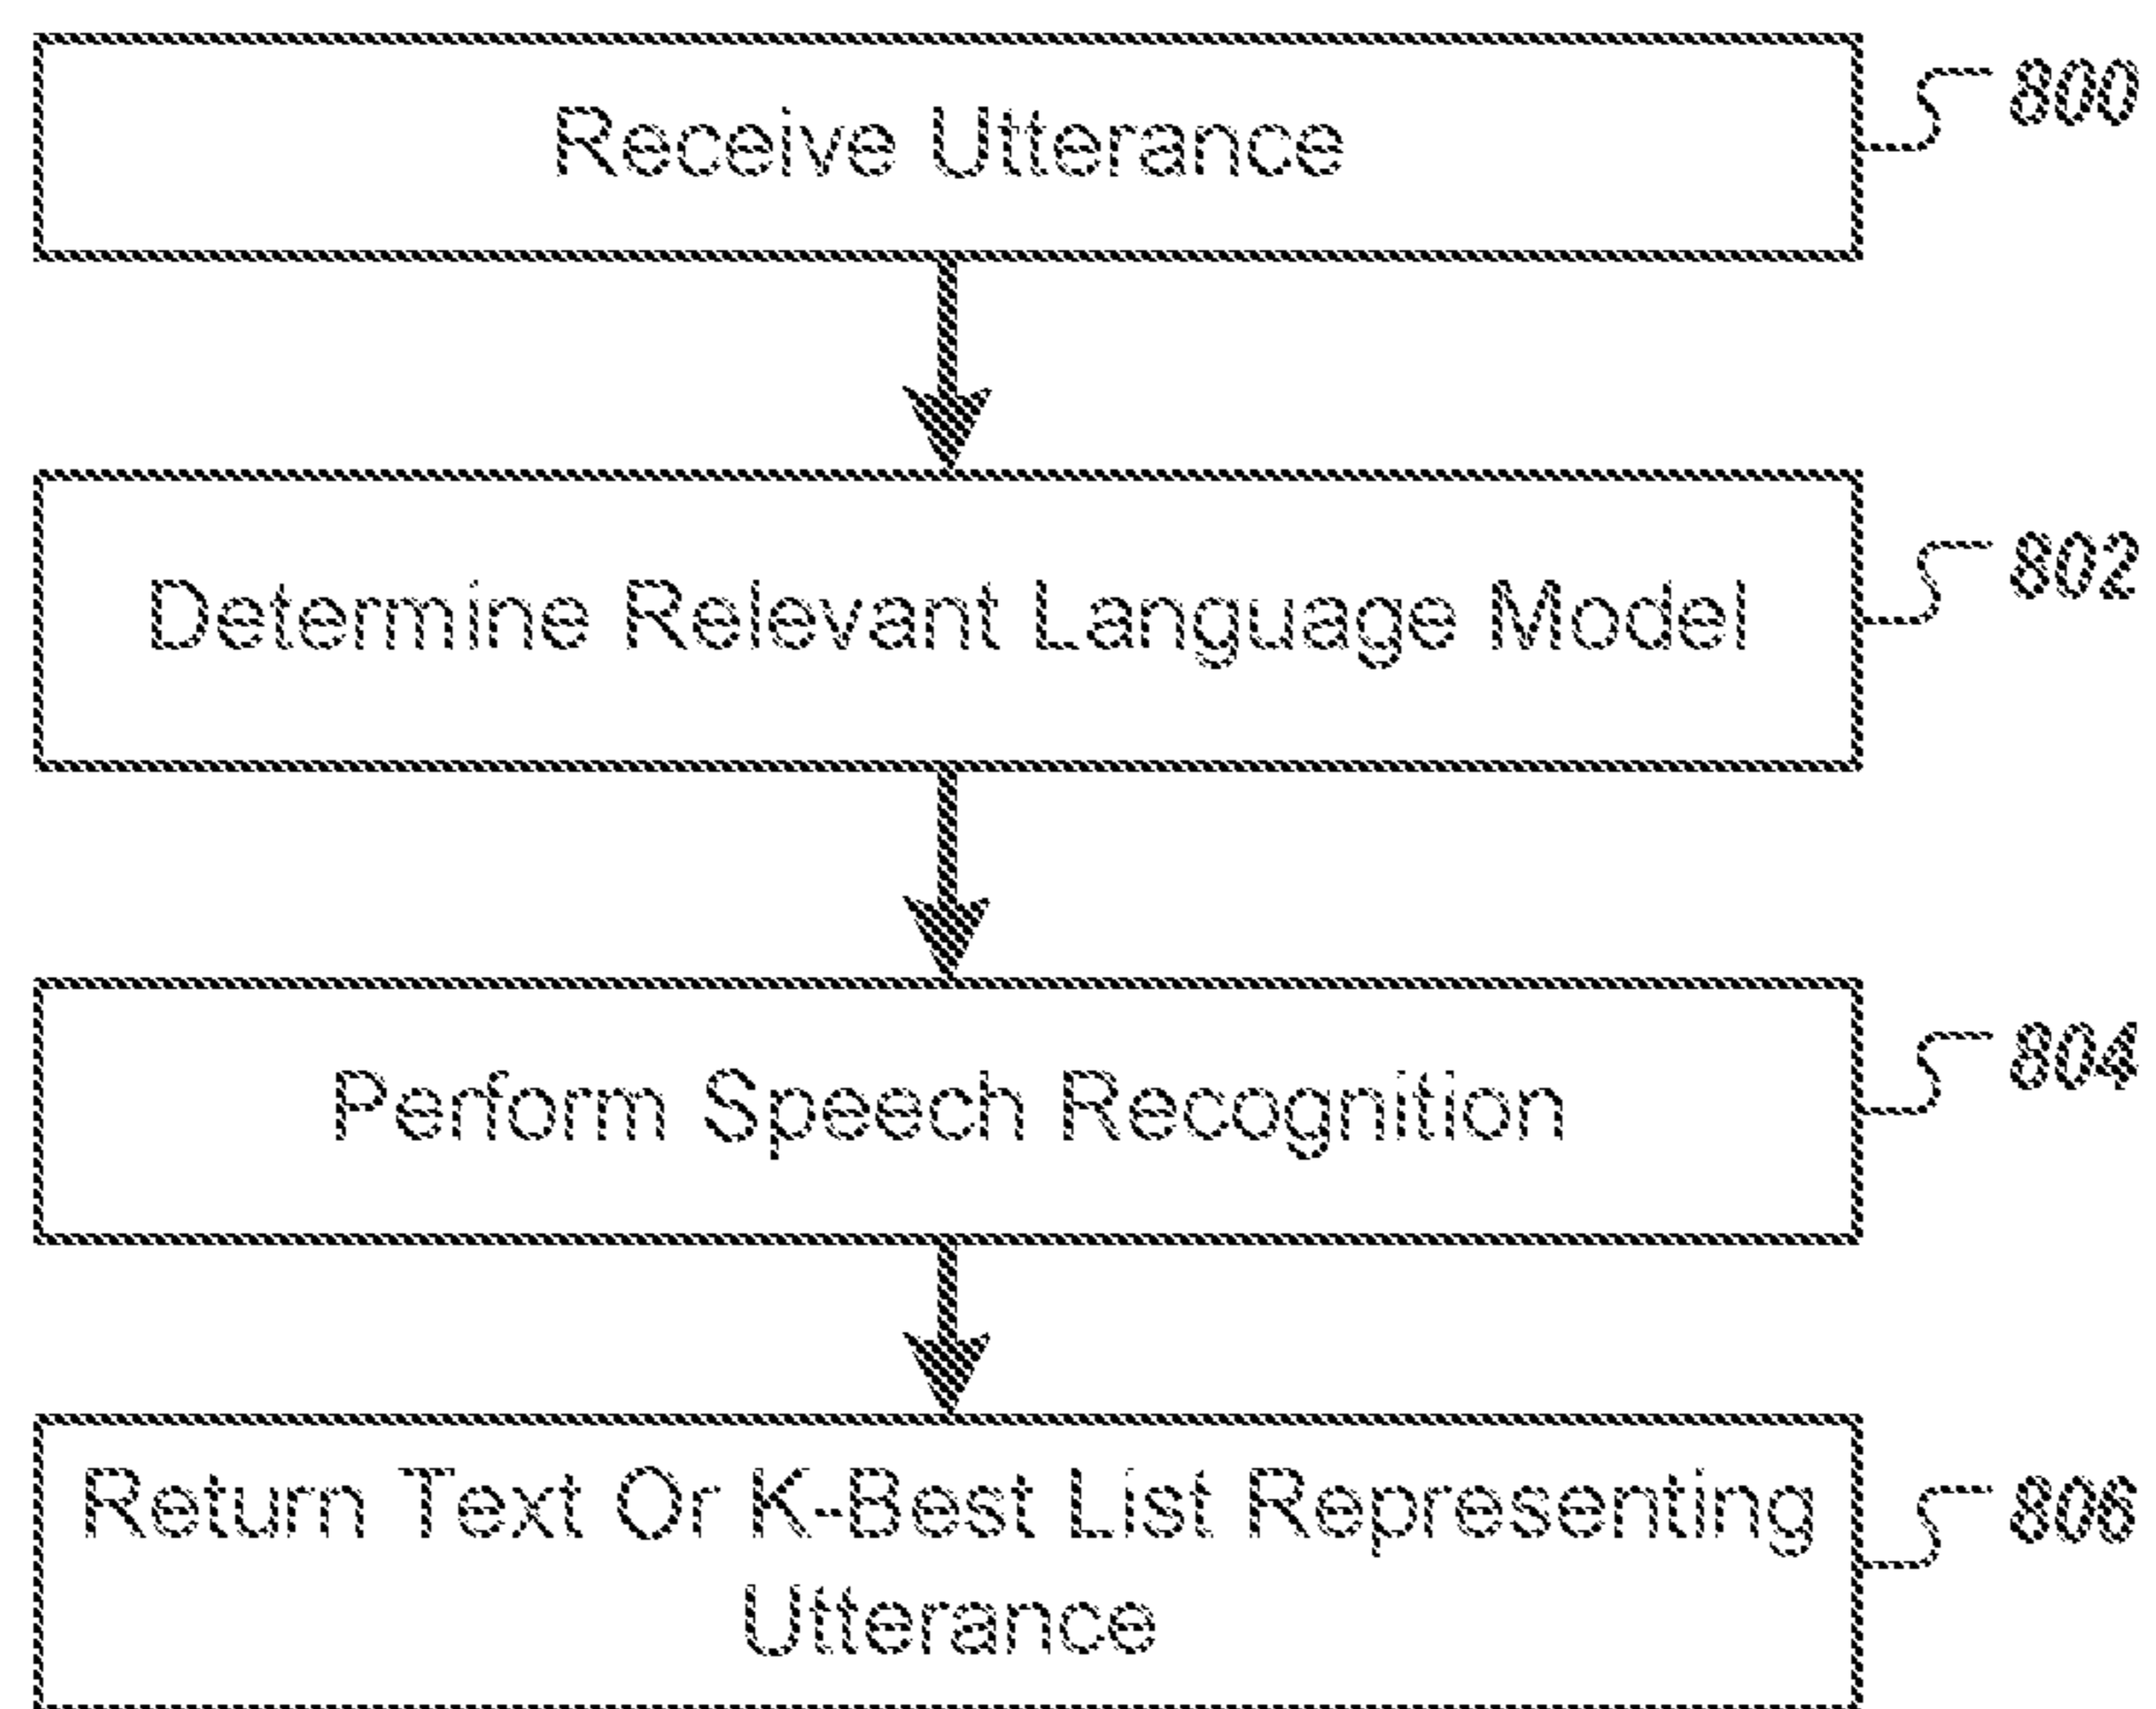 Receive Utterance
800
Determine Relevant Language Model
802
Perform Speech Recognition
804
Return Text Or K-Best List Representing
Utterance
806